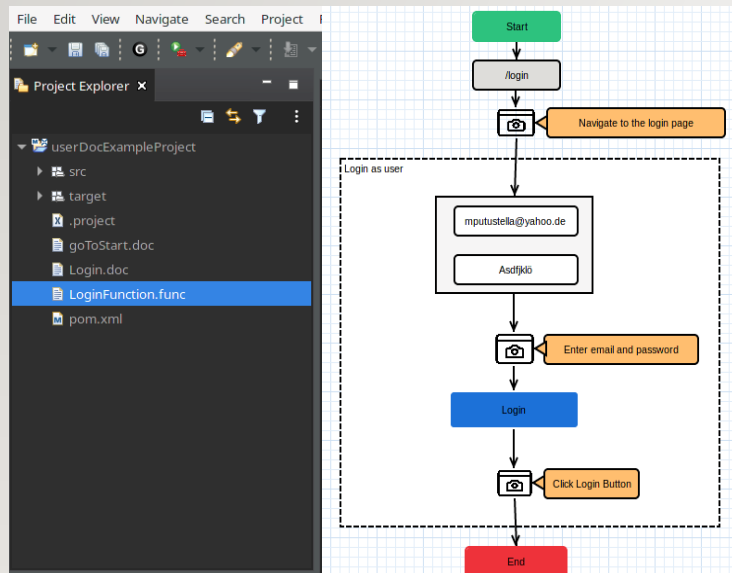 File Edit View Navigate Search Project
G
Project Explorer
userDocExampleProject
src
target
.project
goToStart.doc
Login.doc
LoginFunction.func
pom.xml
Start
/login
Navigate to the login page
Login as user
mputustella@yahoo.de
Asdfjklö
Enter email and password
Login
Click Login Button
End